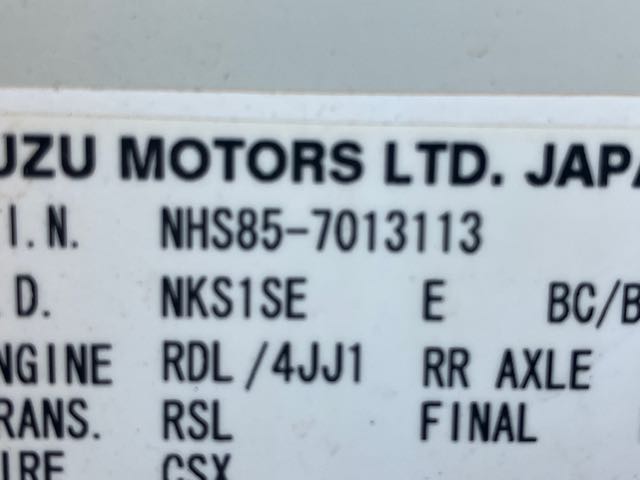 UZU MOTORS LTD. JAPA
I.N. NHS85-7013113
D. NKS1SE E BC/B
NGINE RDL/4JJ1 RR AXLE
RANS. RSL FINAL
IRE CSX